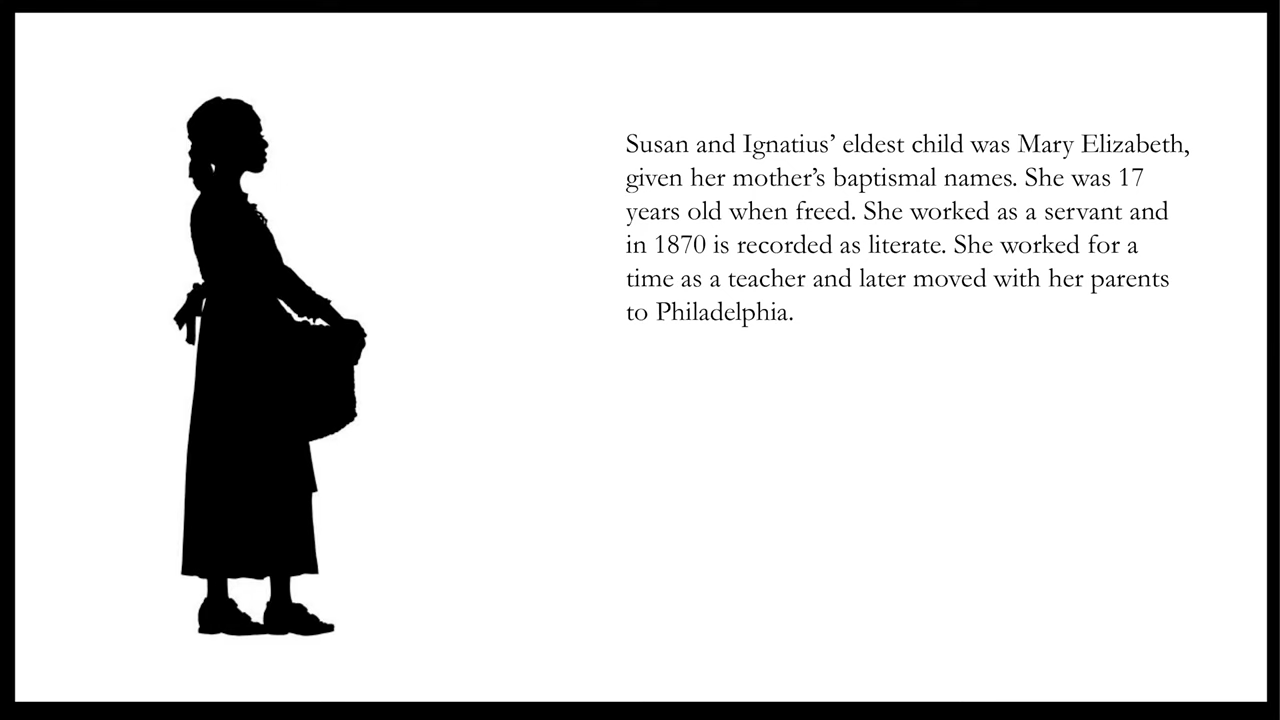 Susan and Ignatius’ eldest child was Mary Elizabeth,
given her mother’s baptismal names. She was 17
years old when freed. She worked as a servant and
in 1870 is recorded as literate. She worked for a
time as a teacher and later moved with her parents
to Philadelphia.